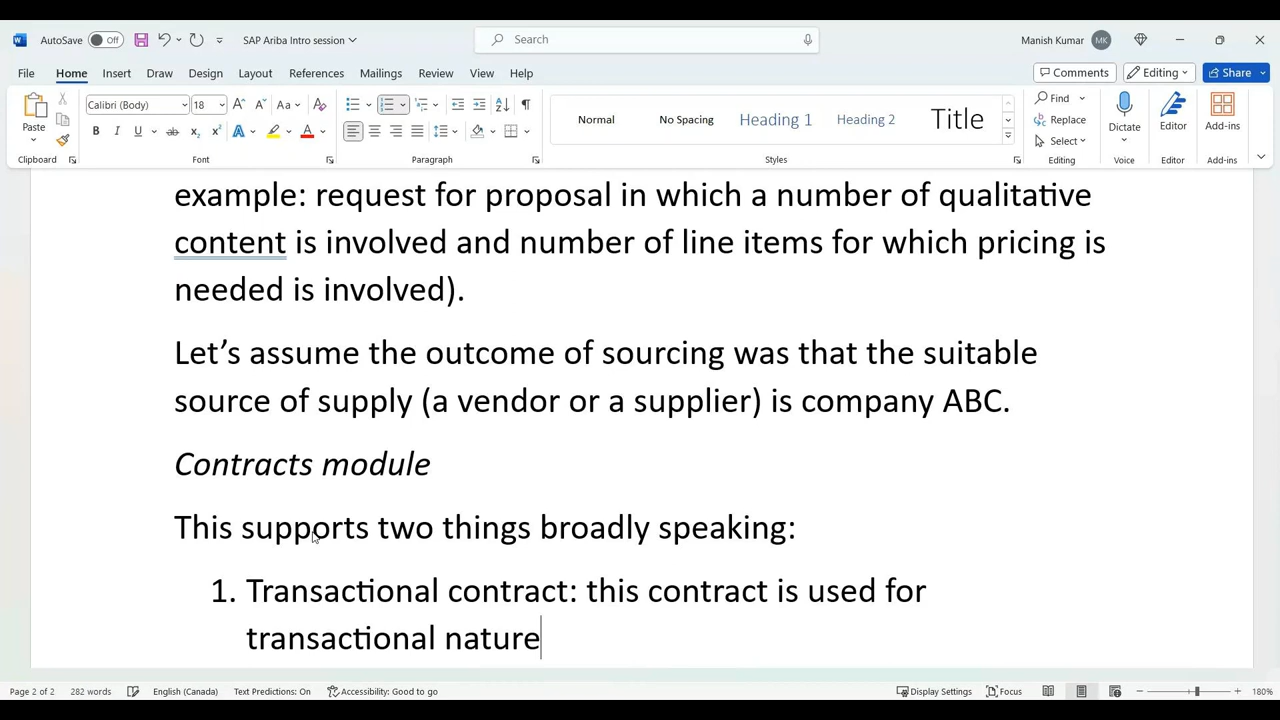 AutoSave Off SAP Ariba Intro session Search Manish Kumar MK
File Home Insert Draw Design Layout References Mailings Review View Help Comments Editing Share
Calibri (Body) 18 Aa Normal No Spacing Heading 1 Heading 2 Title Find
Paste Replace Dictate Editor Add-ins
B I U ab x₂ x² A A Select
Clipboard Font Paragraph Styles Editing Voice Editor Add-ins
example: request for proposal in which a number of qualitative
content is involved and number of line items for which pricing is
needed is involved).
Let’s assume the outcome of sourcing was that the suitable
source of supply (a vendor or a supplier) is company ABC.
Contracts module
This supports two things broadly speaking:
1. Transactional contract: this contract is used for
transactional nature
Page 2 of 2 282 words English (Canada) Text Predictions: On Accessibility: Good to go Display Settings Focus 180%